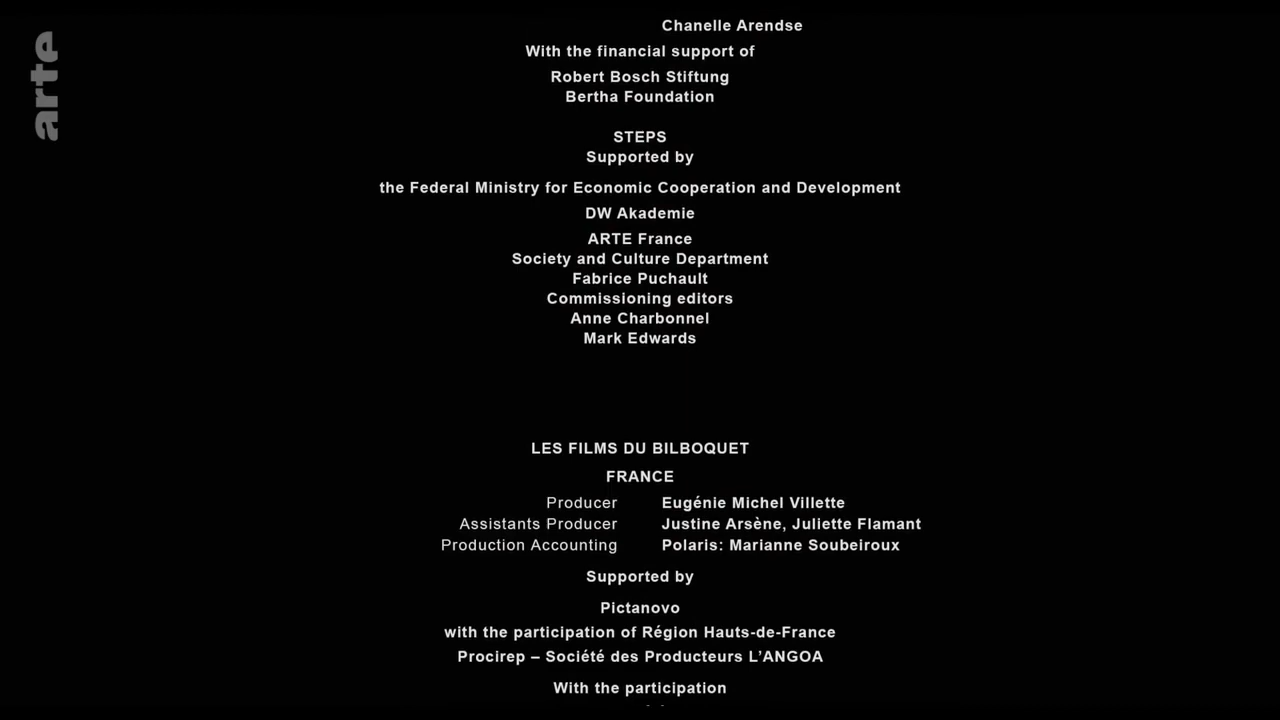 arte
Chanelle Arendse
With the financial support of
Robert Bosch Stiftung
Bertha Foundation
STEPS
Supported by
the Federal Ministry for Economic Cooperation and Development
DW Akademie
ARTE France
Society and Culture Department
Fabrice Puchault
Commissioning editors
Anne Charbonnel
Mark Edwards
LES FILMS DU BILBOQUET
FRANCE
Producer Eugénie Michel Villette
Assistants Producer Justine Arsène, Juliette Flamant
Production Accounting Polaris: Marianne Soubeiroux
Supported by
Pictanovo
with the participation of Région Hauts-de-France
Procirep – Société des Producteurs L’ANGOA
With the participation